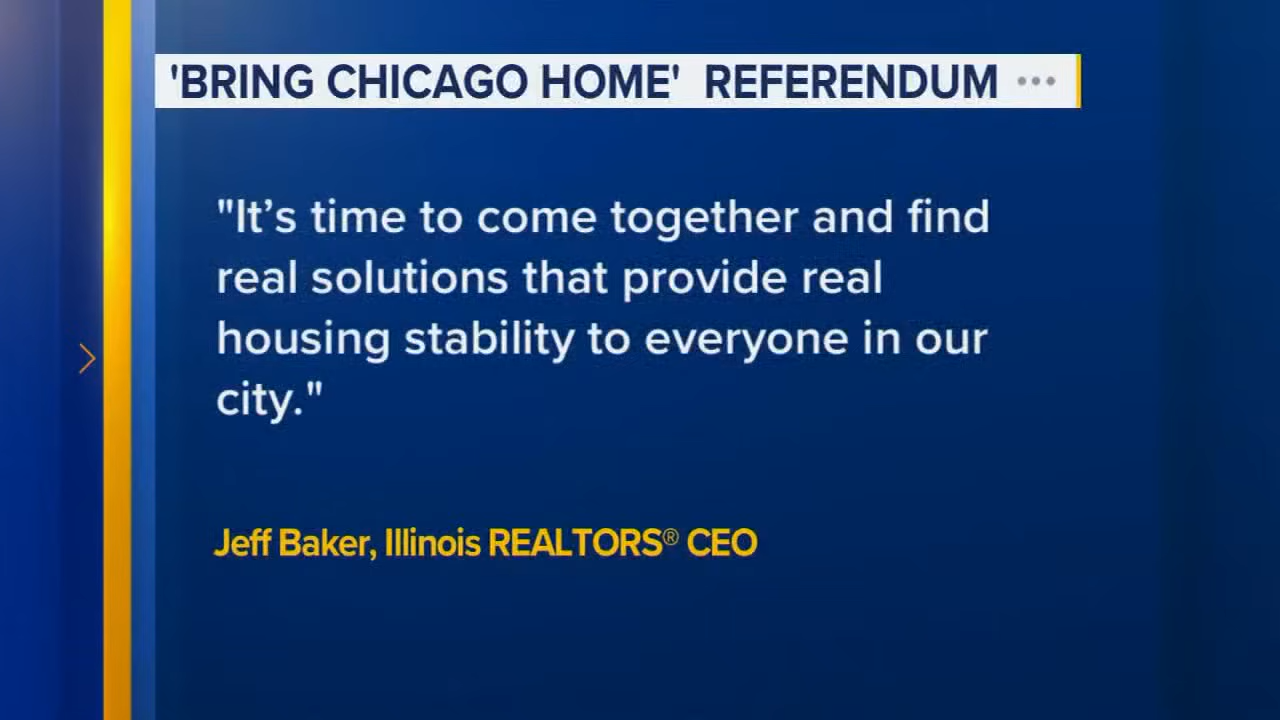 'BRING CHICAGO HOME' REFERENDUM •••
"It’s time to come together and find
real solutions that provide real
housing stability to everyone in our
city."
Jeff Baker, Illinois REALTORS® CEO